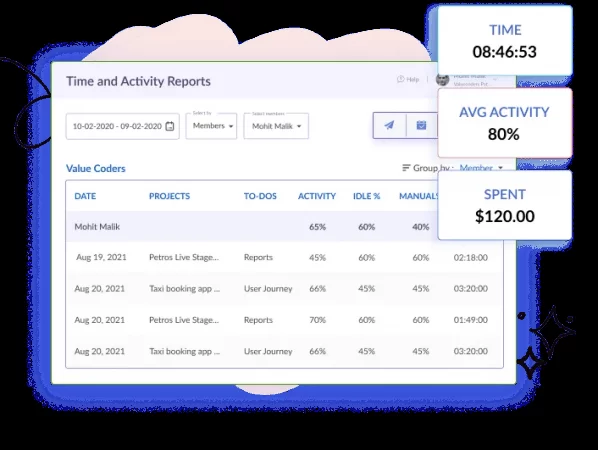 TIME
08:46:53
Time and Activity Reports
Help
AVG ACTIVITY
80%
Select by
Members
Select Members
Mohit Malik
10-02-2020 - 09-02-2020
Value Coders
Group by : Member
SPENT
$120.00
DATE PROJECTS TO-DOS ACTIVITY IDLE % MANUAL
Mohit Malik 65% 60% 40%
Aug 19, 2021 Petros Live Stage... Reports 45% 60% 60% 02:18:00
Aug 20, 2021 Taxi booking app ... User Journey 66% 45% 45% 03:20:00
Aug 20, 2021 Petros Live Stage... Reports 70% 60% 60% 01:49:00
Aug 20, 2021 Taxi booking app ... User Journey 66% 45% 45% 03:20:00